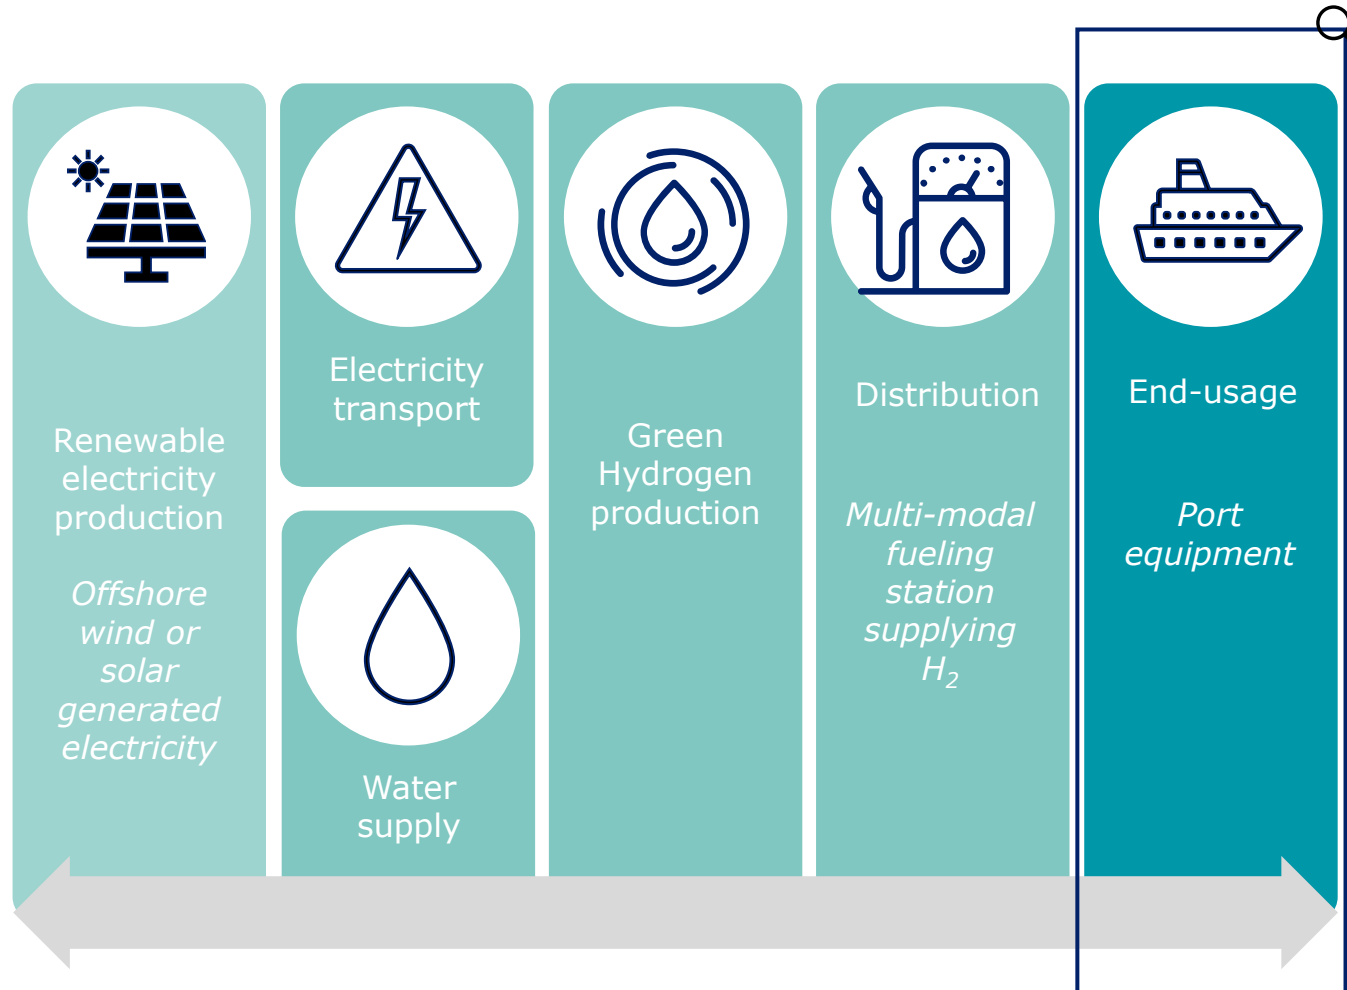 Renewable
electricity
production
Offshore
wind or
solar
generated
electricity
Electricity
transport
Water
supply
Green
Hydrogen
production
Distribution
Multi-modal
fueling
station
supplying
H₂
End-usage
Port
equipment